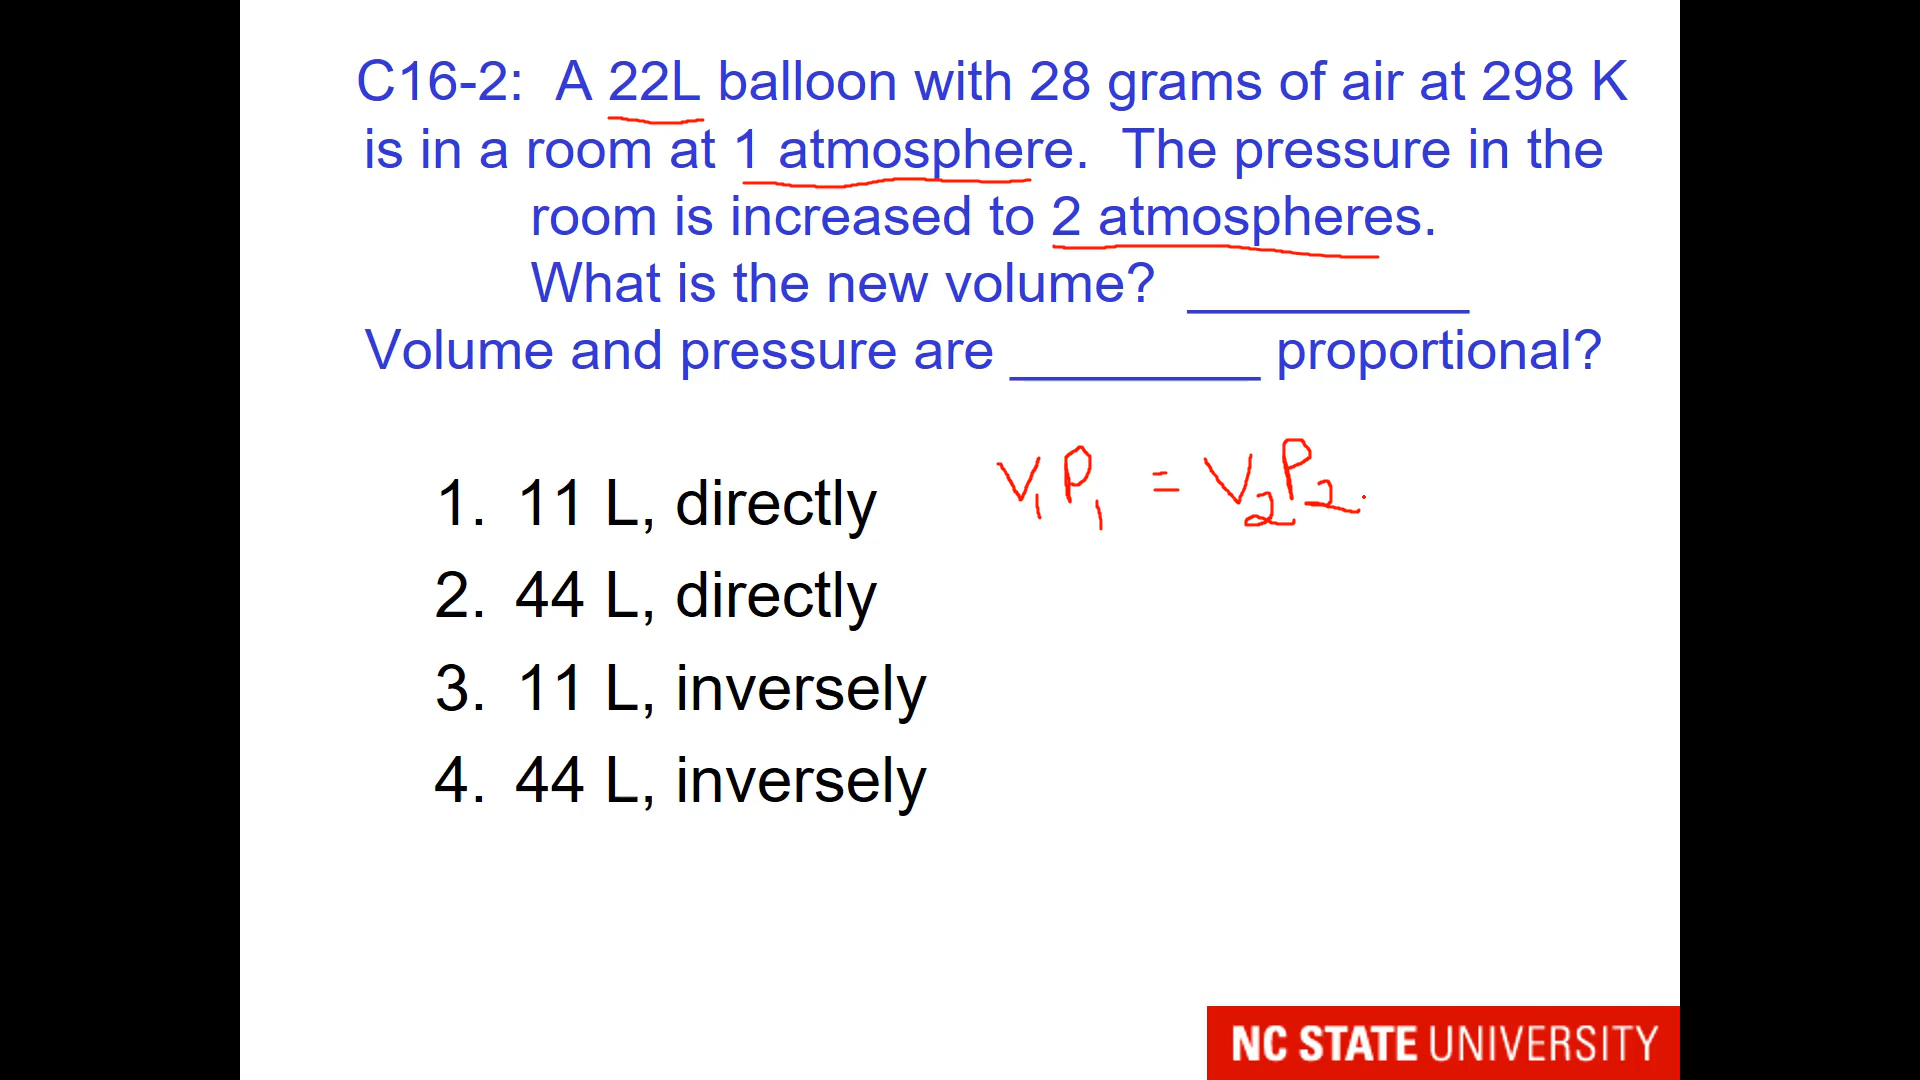 C16-2: A 22L balloon with 28 grams of air at 298 K
is in a room at 1 atmosphere. The pressure in the
room is increased to 2 atmospheres.
What is the new volume? __________
Volume and pressure are _________ proportional?
V₁P₁ = V₂P₂
1. 11 L, directly
2. 44 L, directly
3. 11 L, inversely
4. 44 L, inversely
NC STATE UNIVERSITY